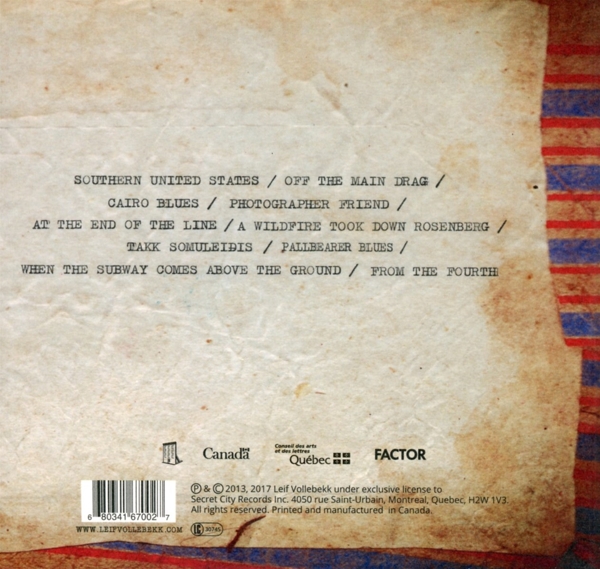 SOUTHERN UNITED STATES / OFF THE MAIN DRAG /
CAIRO BLUES / PHOTOGRAPHER FRIEND /
AT THE END OF THE LINE / A WILDFIRE TOOK DOWN ROSENBERG /
TAKK SOMULEIÐIS / PALLBEARER BLUES /
WHEN THE SUBWAY COMES ABOVE THE GROUND / FROM THE FOURTH
Canada
Conseil des arts
et des lettres
Québec
FACTOR
Ⓟ & © 2013, 2017 Leif Vollebekk under exclusive license to
Secret City Records Inc. 4050 rue Saint-Urbain, Montreal, Quebec, H2W 1V3
All rights reserved. Printed and manufactured in Canada.
6 80341 67002 7
WWW.LEIFVOLLEBEKK.COM
LC 30745